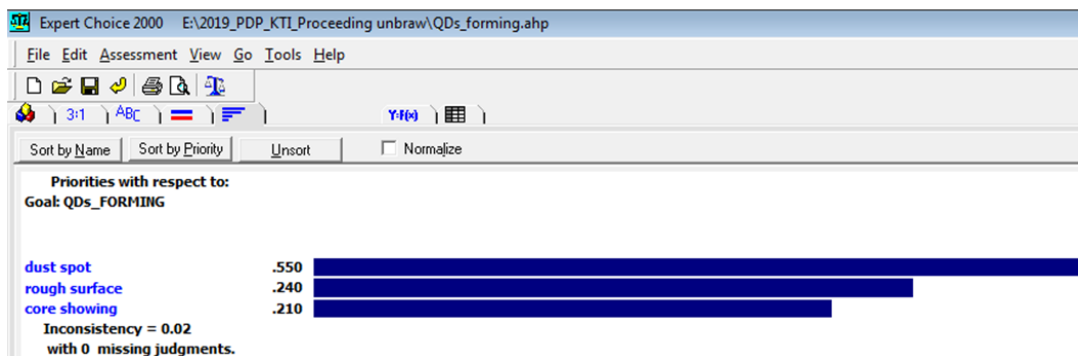 Expert Choice 2000 E:\2019_PDP_KTI_Proceeding unbraw\QDs_forming.ahp
File Edit Assessment View Go Tools Help
3:1 ABC Y:F(x)
Sort by Name Sort by Priority Unsort Normalize
Priorities with respect to:
Goal: QDs_FORMING
dust spot .550
rough surface .240
core showing .210
Inconsistency = 0.02
with 0 missing judgments.